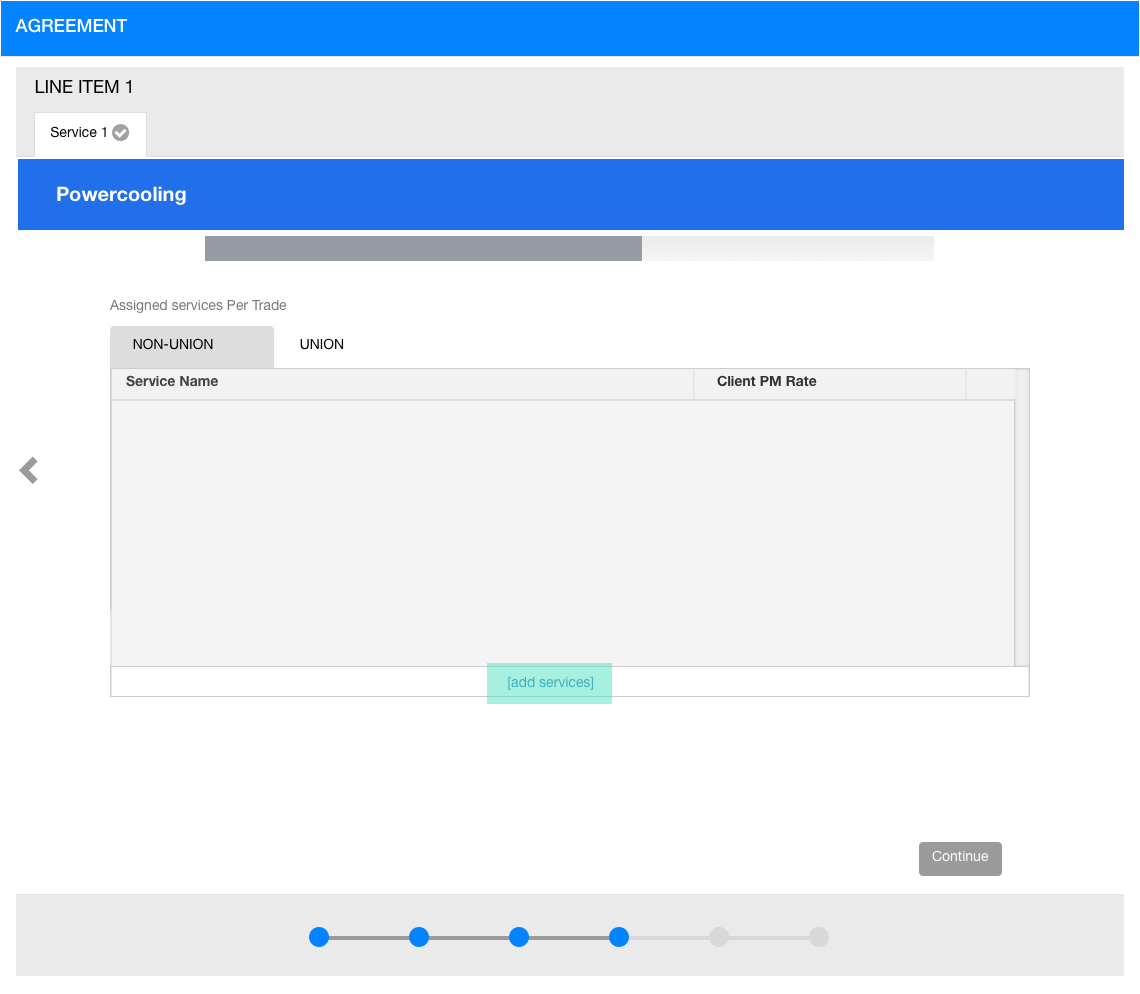 AGREEMENT
LINE ITEM 1
Service 1
Powercooling
Assigned services Per Trade
NON-UNION UNION
Service Name Client PM Rate
[add services]
Continue